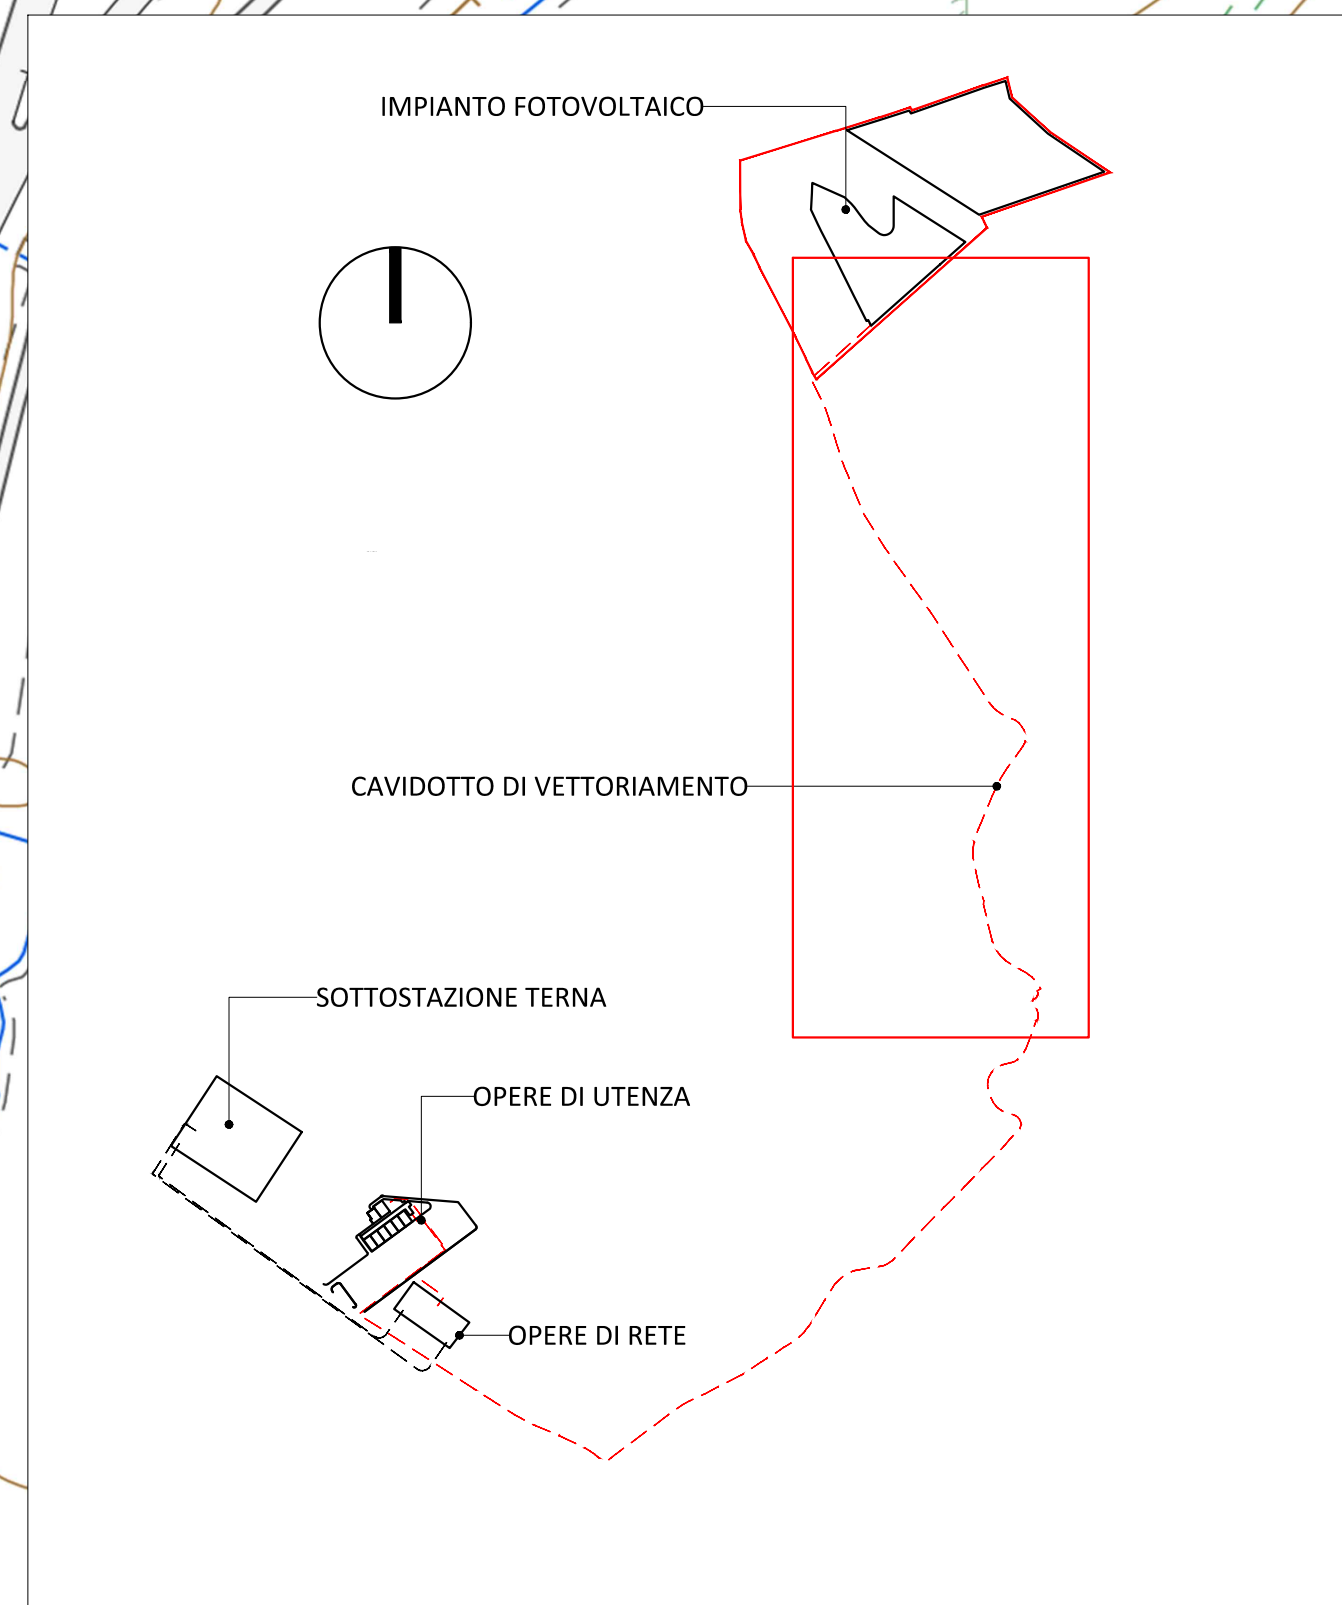 IMPIANTO FOTOVOLTAICO
CAVIDOTTO DI VETTORIAMENTO
SOTTOSTAZIONE TERNA
OPERE DI UTENZA
OPERE DI RETE